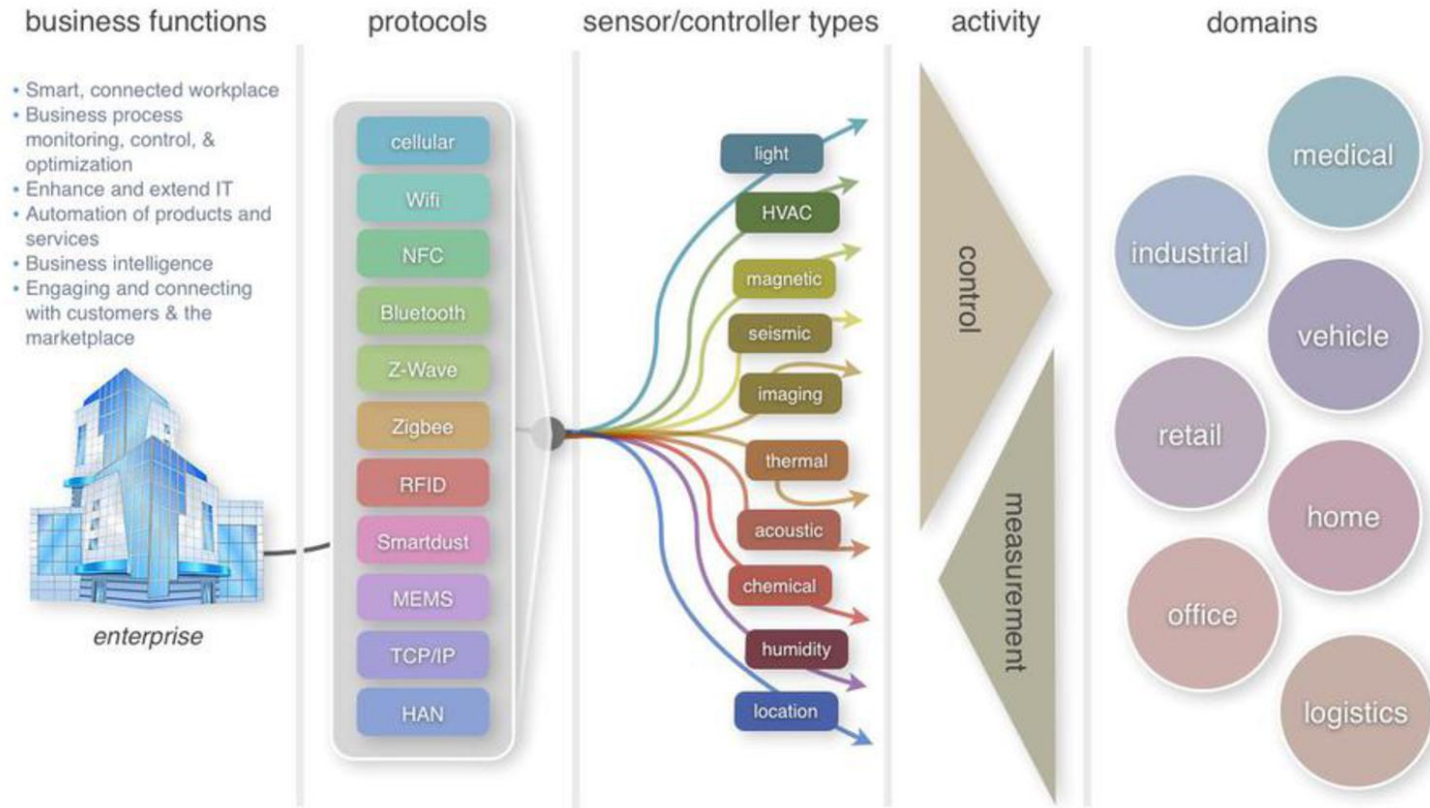 business functions
protocols
sensor/controller types
activity
domains
• Smart, connected workplace
• Business process
monitoring, control, &
optimization
• Enhance and extend IT
• Automation of products and
services
• Business intelligence
• Engaging and connecting
with customers & the
marketplace
enterprise
cellular
Wifi
NFC
Bluetooth
Z-Wave
Zigbee
RFID
Smartdust
MEMS
TCP/IP
HAN
light
HVAC
magnetic
seismic
imaging
thermal
acoustic
chemical
humidity
location
control
measurement
medical
industrial
vehicle
retail
home
office
logistics